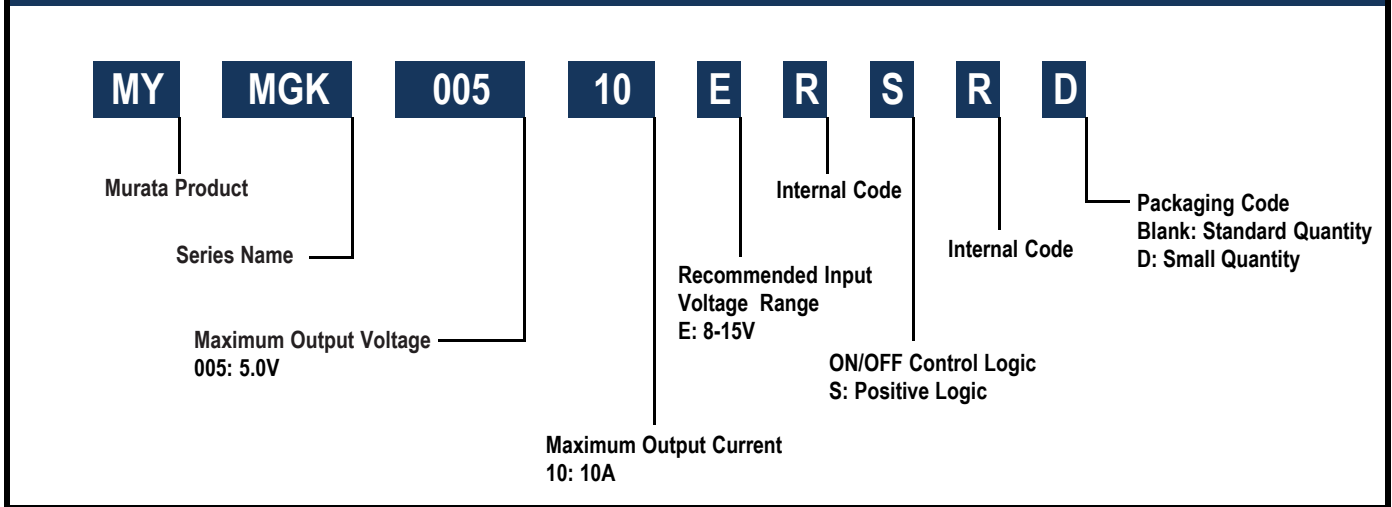 MY MGK 005 10 E R S R D
Murata Product
Series Name
Maximum Output Voltage
005: 5.0V
Maximum Output Current
10: 10A
Recommended Input
Voltage Range
E: 8-15V
Internal Code
ON/OFF Control Logic
S: Positive Logic
Internal Code
Packaging Code
Blank: Standard Quantity
D: Small Quantity